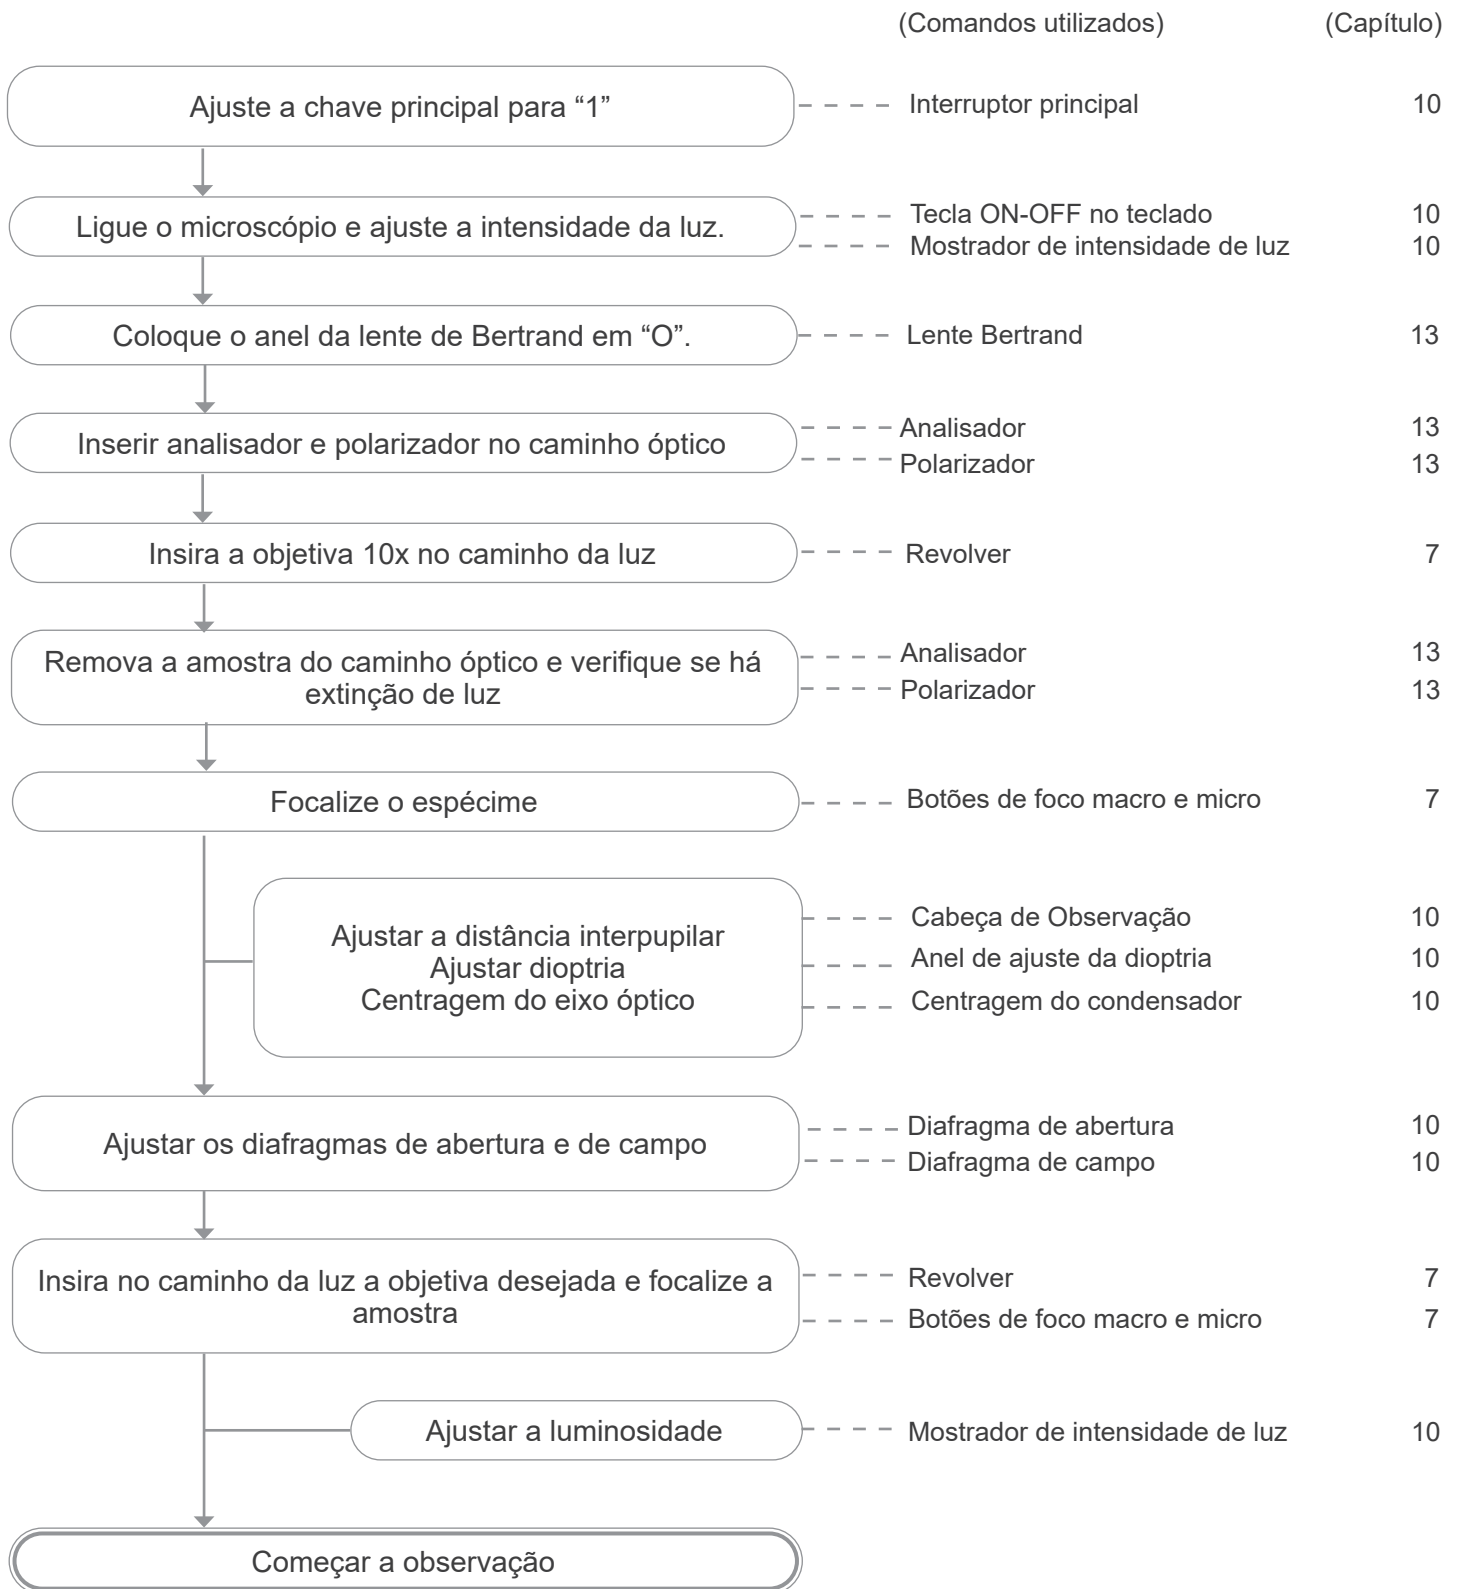 (Comandos utilizados) (Capítulo)
Ajuste a chave principal para “1” Interruptor principal 10
Ligue o microscópio e ajuste a intensidade da luz. Tecla ON-OFF no teclado 10
Mostrador de intensidade de luz 10
Coloque o anel da lente de Bertrand em “O”. Lente Bertrand 13
Inserir analisador e polarizador no caminho óptico Analisador 13
Polarizador 13
Insira a objetiva 10x no caminho da luz Revolver 7
Remova a amostra do caminho óptico e verifique se há Analisador 13
extinção de luz Polarizador 13
Focalize o espécime Botões de foco macro e micro 7
Ajustar a distância interpupilar Cabeça de Observação 10
Ajustar dioptria Anel de ajuste da dioptria 10
Centragem do eixo óptico Centragem do condensador 10
Ajustar os diafragmas de abertura e de campo Diafragma de abertura 10
Diafragma de campo 10
Insira no caminho da luz a objetiva desejada e focalize a Revolver 7
amostra Botões de foco macro e micro 7
Ajustar a luminosidade Mostrador de intensidade de luz 10
Começar a observação